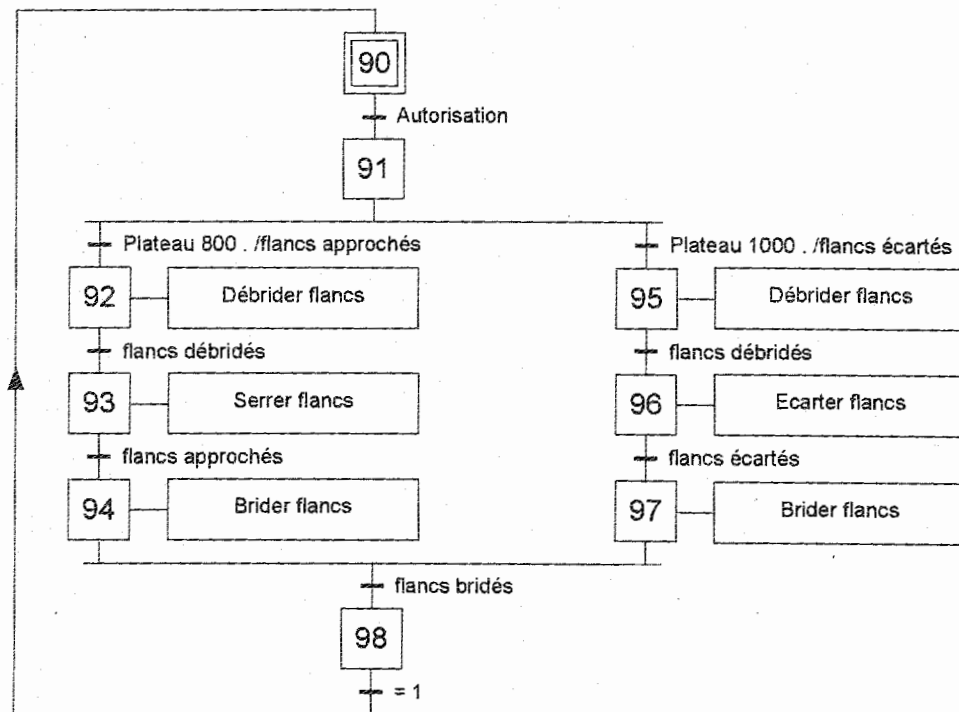 90
Autorisation
91
Plateau 800 . /flancs approchés
Plateau 1000 . /flancs écartés
92
Débrider flancs
95
Débrider flancs
flancs débridés
flancs débridés
93
Serrer flancs
96
Ecarter flancs
flancs approchés
flancs écartés
94
Brider flancs
97
Brider flancs
flancs bridés
98
= 1